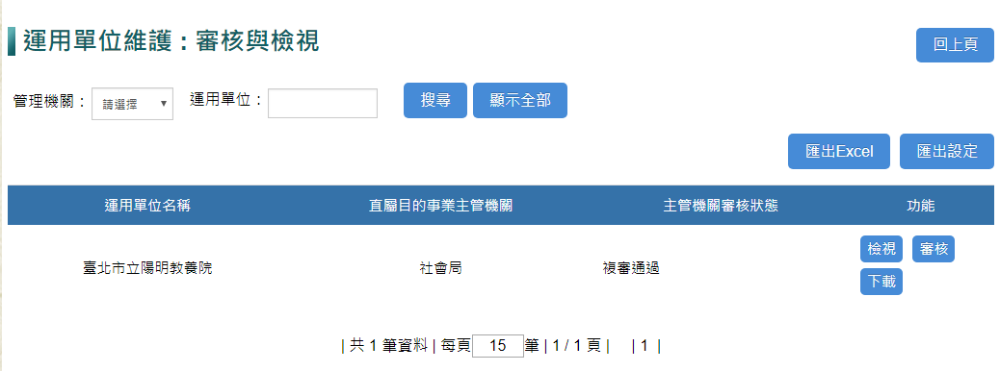 運用單位維護：審核與檢視
回上頁
管理機關： 請選擇 運用單位： 搜尋 顯示全部
匯出Excel 匯出設定
運用單位名稱 直屬目的事業主管機關 主管機關審核狀態 功能
臺北市立陽明教養院 社會局 複審通過 檢視 審核
下載
| 共 1 筆資料 | 每頁 15 筆 | 1 / 1 頁 | | 1 |